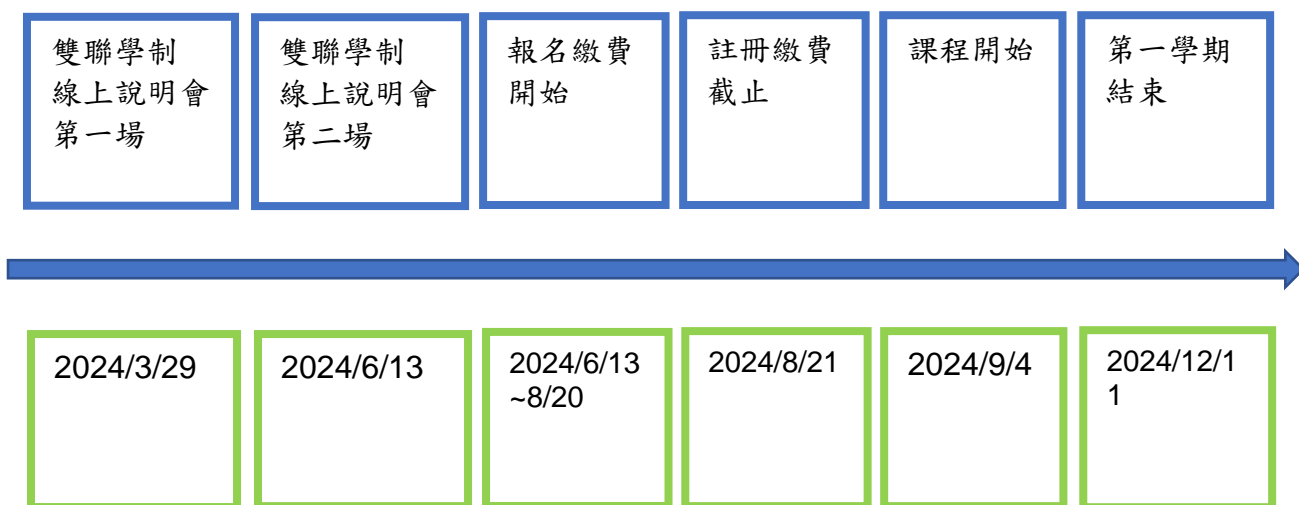 雙聯學制
線上說明會
第一場
雙聯學制
線上說明會
第二場
報名繳費
開始
註冊繳費
截止
課程開始
第一學期
結束
2024/3/29
2024/6/13
2024/6/13
~8/20
2024/8/21
2024/9/4
2024/12/1
1